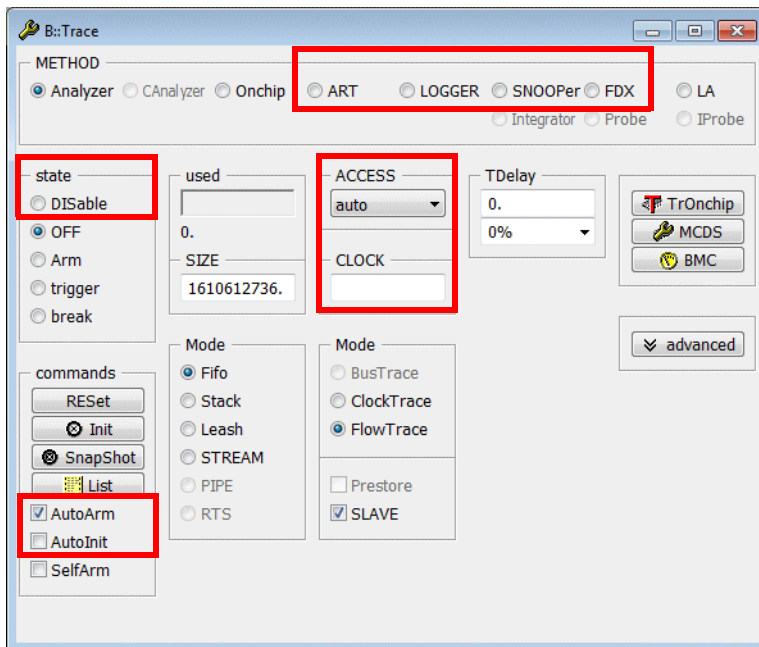 B::Trace
METHOD
Analyzer CAnalyzer Onchip ART LOGGER SNOOPer FDX LA
Integrator Probe IProbe
state
DISable
OFF
Arm
trigger
break
used
0.
SIZE
1610612736.
ACCESS
auto
CLOCK
TDelay
0.
0%
TrOnchip
MCDS
BMC
advanced
commands
RESet
Init
SnapShot
List
AutoArm
AutoInit
SelfArm
Mode
Fifo
Stack
Leash
STREAM
PIPE
RTS
Mode
BusTrace
ClockTrace
FlowTrace
Prestore
SLAVE